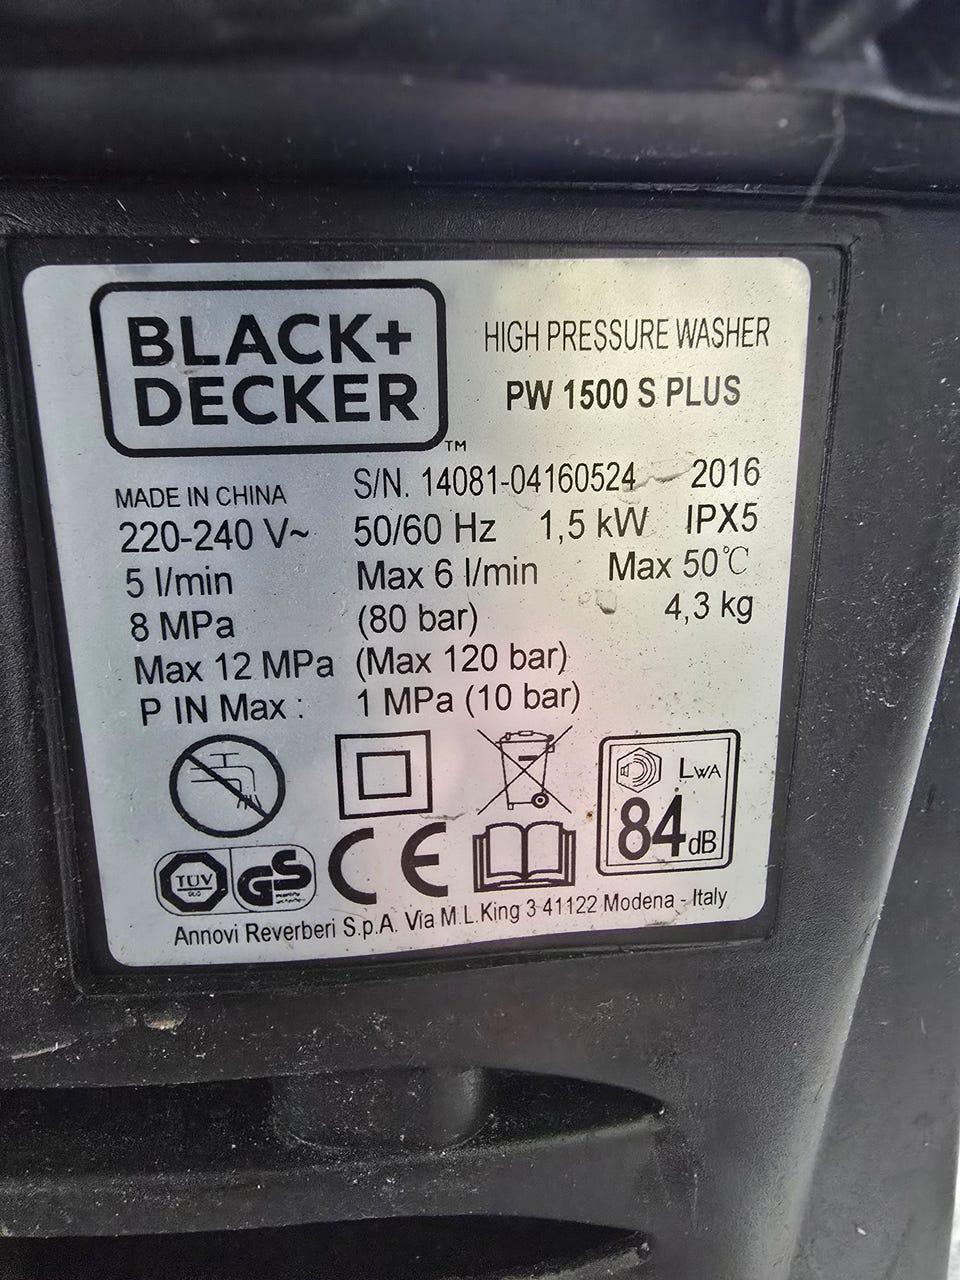 BLACK+
DECKER
™
HIGH PRESSURE WASHER
PW 1500 S PLUS
MADE IN CHINA
S/N. 14081-04160524 2016
220-240 V~ 50/60 Hz 1,5 kW IPX5
5 l/min Max 6 l/min Max 50°C
8 MPa (80 bar) 4,3 kg
Max 12 MPa (Max 120 bar)
P IN Max : 1 MPa (10 bar)
LWA
84 dB
TÜV
GS
CE
Annovi Reverberi S.p.A. Via M.L.King 3 41122 Modena - Italy